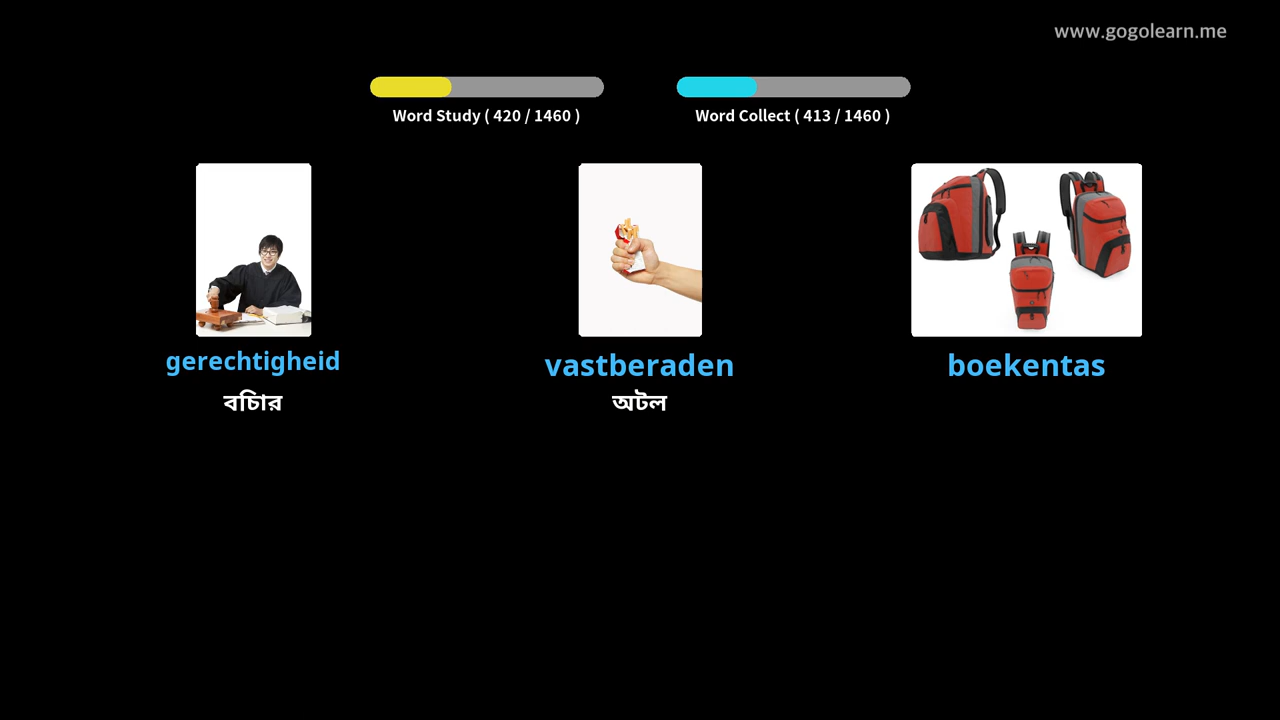 www.gogolearn.me
Word Study ( 420 / 1460 )
Word Collect ( 413 / 1460 )
gerechtigheid
vastberaden
boekentas
বচিার
অটল